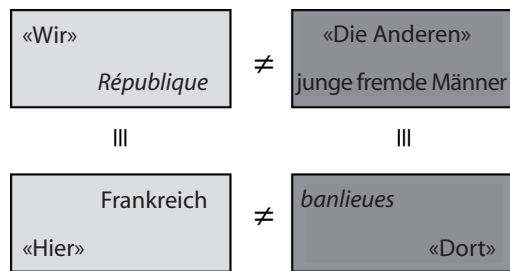 «Wir»
République
≠
«Die Anderen»
junge fremde Männer
≡
≡
Frankreich
«Hier»
≠
banlieues
«Dort»